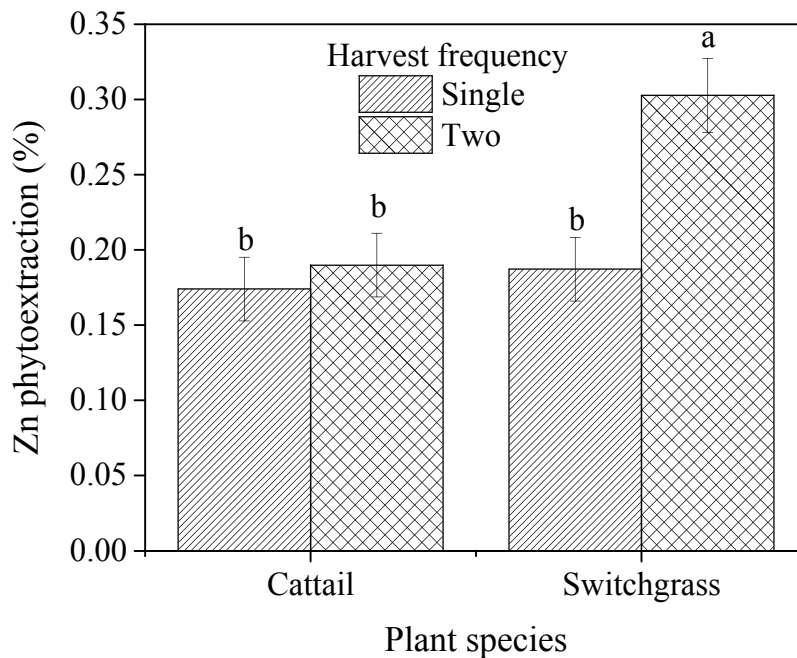 0.35
0.30
0.25
0.20
0.15
0.10
0.05
0.00
Zn phytoextraction (%)
Harvest frequency
Single
Two
b
b
b
a
Cattail
Switchgrass
Plant species